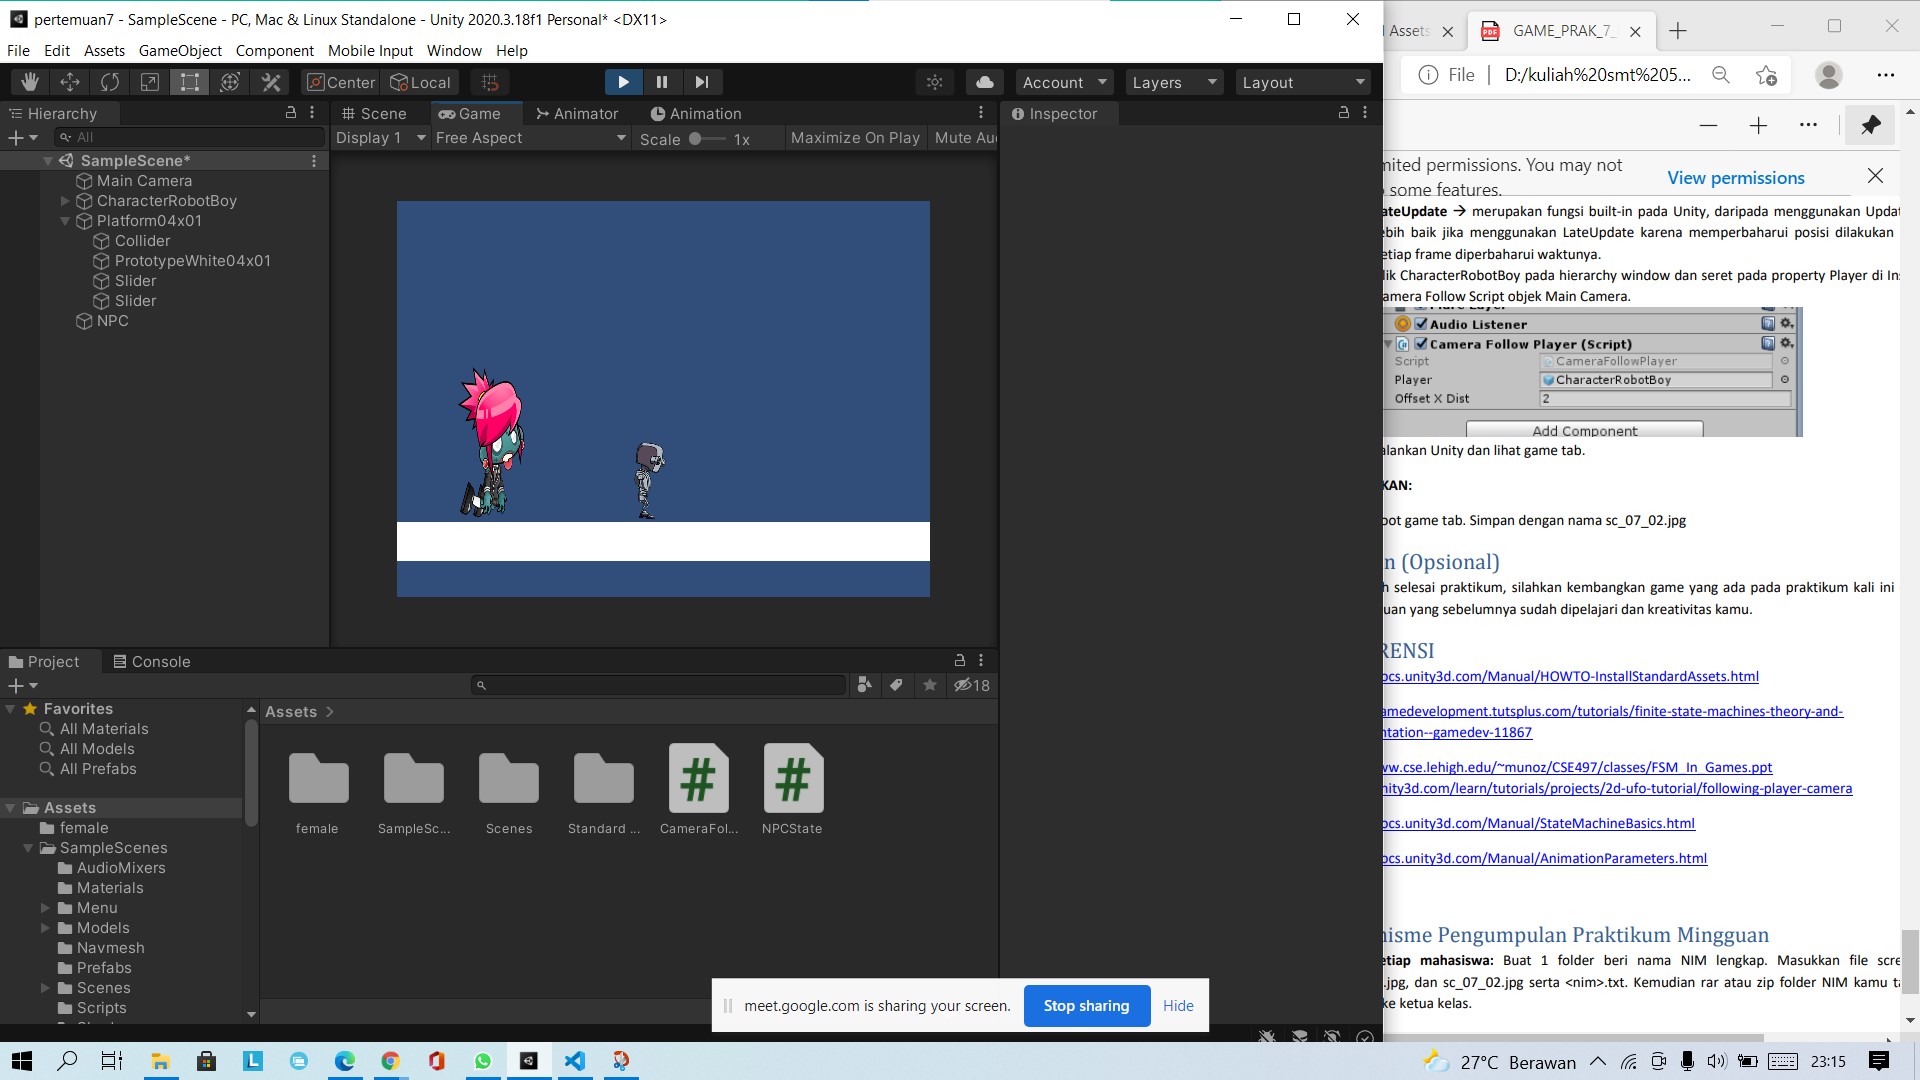 pertemuan7 - SampleScene - PC, Mac & Linux Standalone - Unity 2020.3.18f1 Personal* <DX11>
File Edit Assets GameObject Component Mobile Input Window Help
Center Local Account Layers Layout
Hierarchy
All
SampleScene*
Main Camera
CharacterRobotBoy
Platform04x01
Collider
PrototypeWhite04x01
Slider
Slider
NPC
Scene Game Animator Animation
Display 1 Free Aspect Scale 1x Maximize On Play Mute Au
Inspector
Project Console
18
Favorites
All Materials
All Models
All Prefabs
Assets
female
SampleScenes
AudioMixers
Materials
Menu
Models
Navmesh
Prefabs
Scenes
Scripts
Assets >
female SampleSc... Scenes Standard ... CameraFol... NPCState
Assets GAME_PRAK_7_
File D:/kuliah%20smt%205...
mited permissions. You may not
some features.
View permissions
ateUpdate → merupakan fungsi built-in pada Unity, daripada menggunakan Updat
ebih baik jika menggunakan LateUpdate karena memperbaharui posisi dilakukan
etiap frame diperbaharui waktunya.
lik CharacterRobotBoy pada hierarchy window dan seret pada property Player di Ins
amera Follow Script objek Main Camera.
Audio Listener
Camera Follow Player (Script)
Script CameraFollowPlayer
Player CharacterRobotBoy
Offset X Dist 2
Add Component
alankan Unity dan lihat game tab.
KAN:
oot game tab. Simpan dengan nama sc_07_02.jpg
n (Opsional)
h selesai praktikum, silahkan kembangkan game yang ada pada praktikum kali ini
uan yang sebelumnya sudah dipelajari dan kreativitas kamu.
RENSI
ocs.unity3d.com/Manual/HOWTO-InstallStandardAssets.html
amedevelopment.tutsplus.com/tutorials/finite-state-machines-theory-and-
ntation--gamedev-11867
ww.cse.lehigh.edu/~munoz/CSE497/classes/FSM_In_Games.ppt
nity3d.com/learn/tutorials/projects/2d-ufo-tutorial/following-player-camera
ocs.unity3d.com/Manual/StateMachineBasics.html
ocs.unity3d.com/Manual/AnimationParameters.html
nisme Pengumpulan Praktikum Mingguan
etiap mahasiswa: Buat 1 folder beri nama NIM lengkap. Masukkan file scre
.jpg, dan sc_07_02.jpg serta <nim>.txt. Kemudian rar atau zip folder NIM kamu ta
ke ketua kelas.
meet.google.com is sharing your screen. Stop sharing Hide
27°C Berawan 23:15